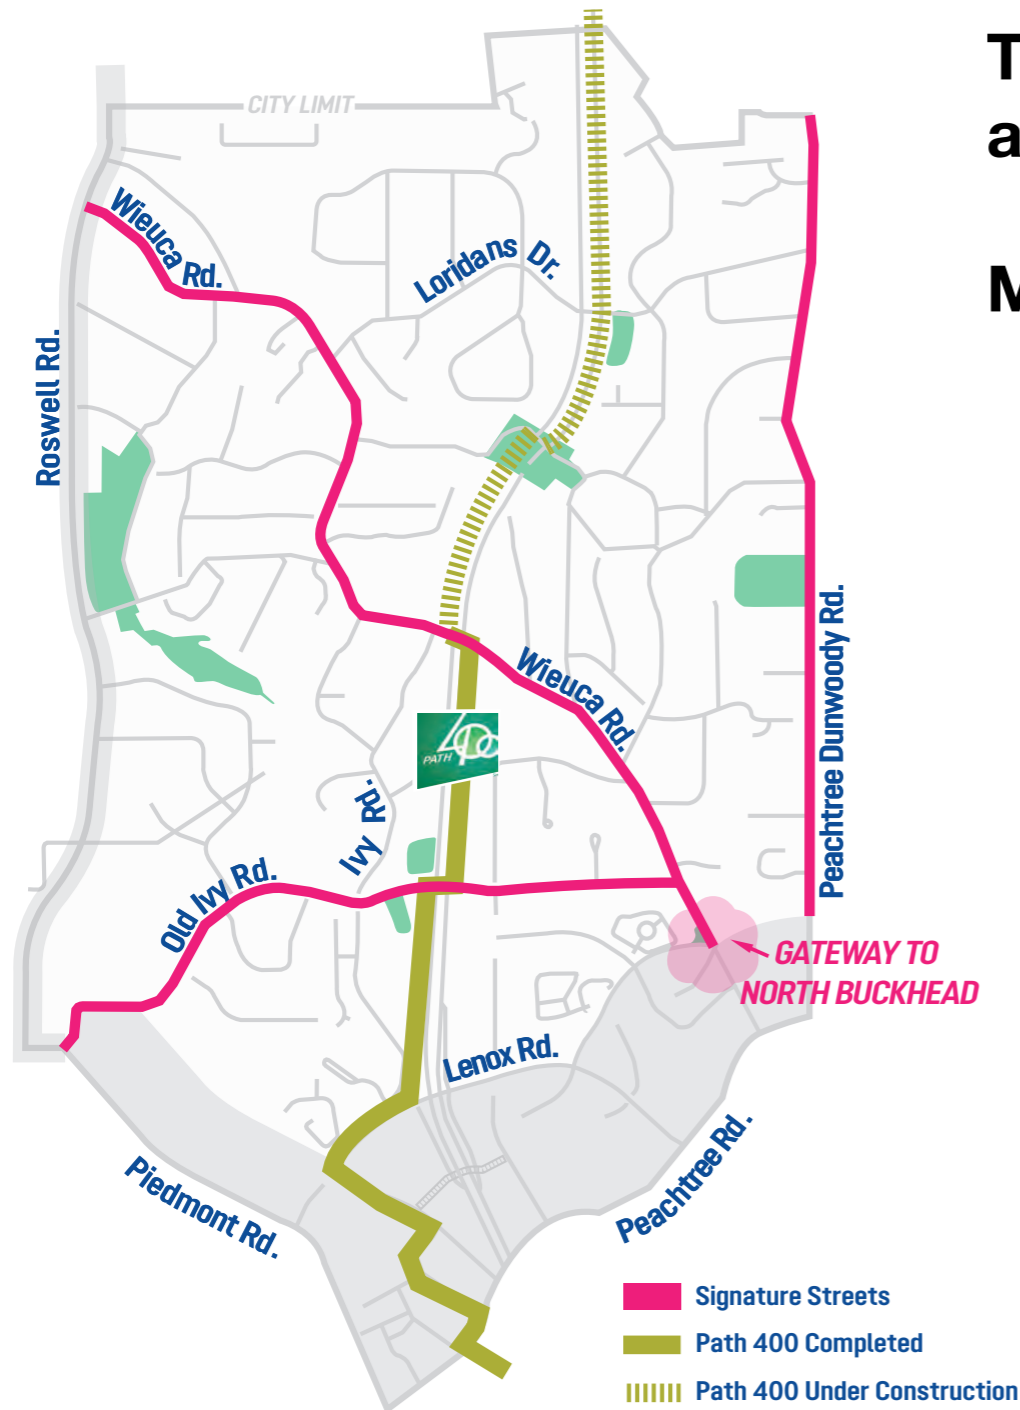 T
a
M
CITY LIMIT
Wieuca Rd.
Loridans Dr.
Roswell Rd.
Wieuca Rd.
Peachtree Dunwoody Rd.
PATH 400
Ivy Rd.
Old Ivy Rd.
GATEWAY TO
NORTH BUCKHEAD
Lenox Rd.
Piedmont Rd.
Peachtree Rd.
Signature Streets
Path 400 Completed
Path 400 Under Construction